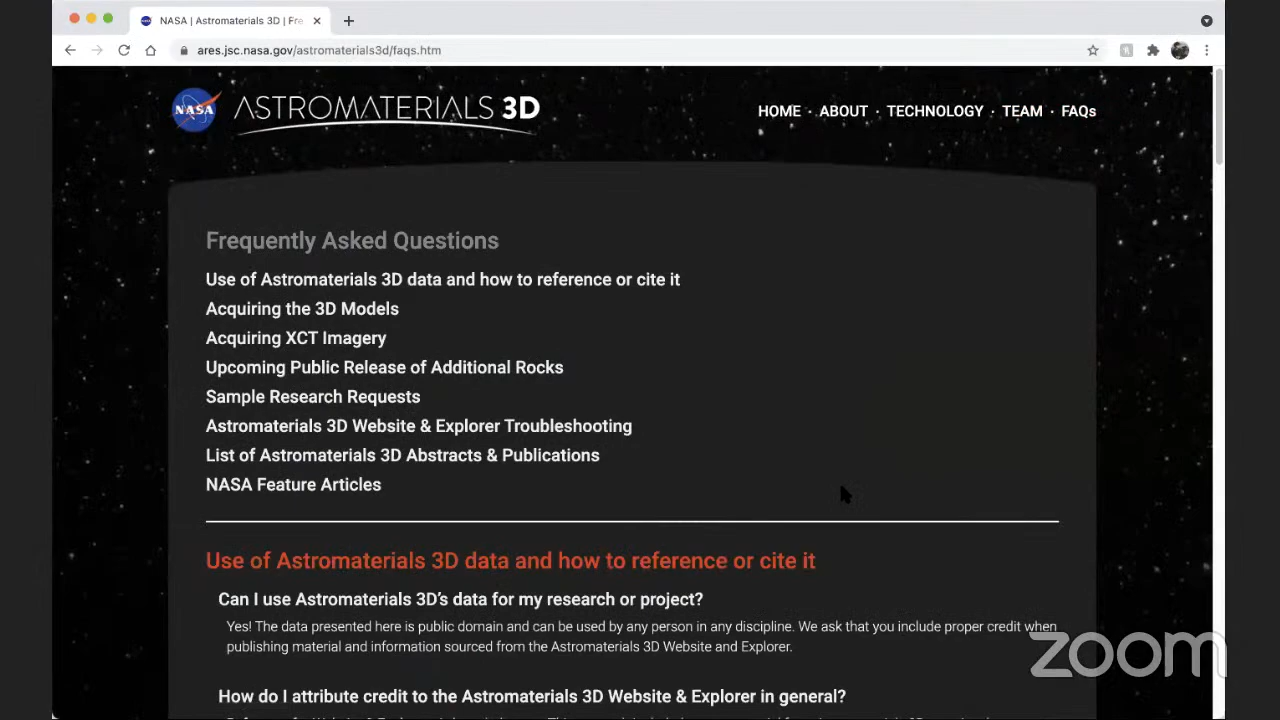 NASA | Astromaterials 3D | Fre
ares.jsc.nasa.gov/astromaterials3d/faqs.htm
NASA
ASTROMATERIALS 3D
HOME · ABOUT · TECHNOLOGY · TEAM · FAQs
Frequently Asked Questions
Use of Astromaterials 3D data and how to reference or cite it
Acquiring the 3D Models
Acquiring XCT Imagery
Upcoming Public Release of Additional Rocks
Sample Research Requests
Astromaterials 3D Website & Explorer Troubleshooting
List of Astromaterials 3D Abstracts & Publications
NASA Feature Articles
Use of Astromaterials 3D data and how to reference or cite it
Can I use Astromaterials 3D's data for my research or project?
Yes! The data presented here is public domain and can be used by any person in any discipline. We ask that you include proper credit when
publishing material and information sourced from the Astromaterials 3D Website and Explorer.
zoom
How do I attribute credit to the Astromaterials 3D Website & Explorer in general?